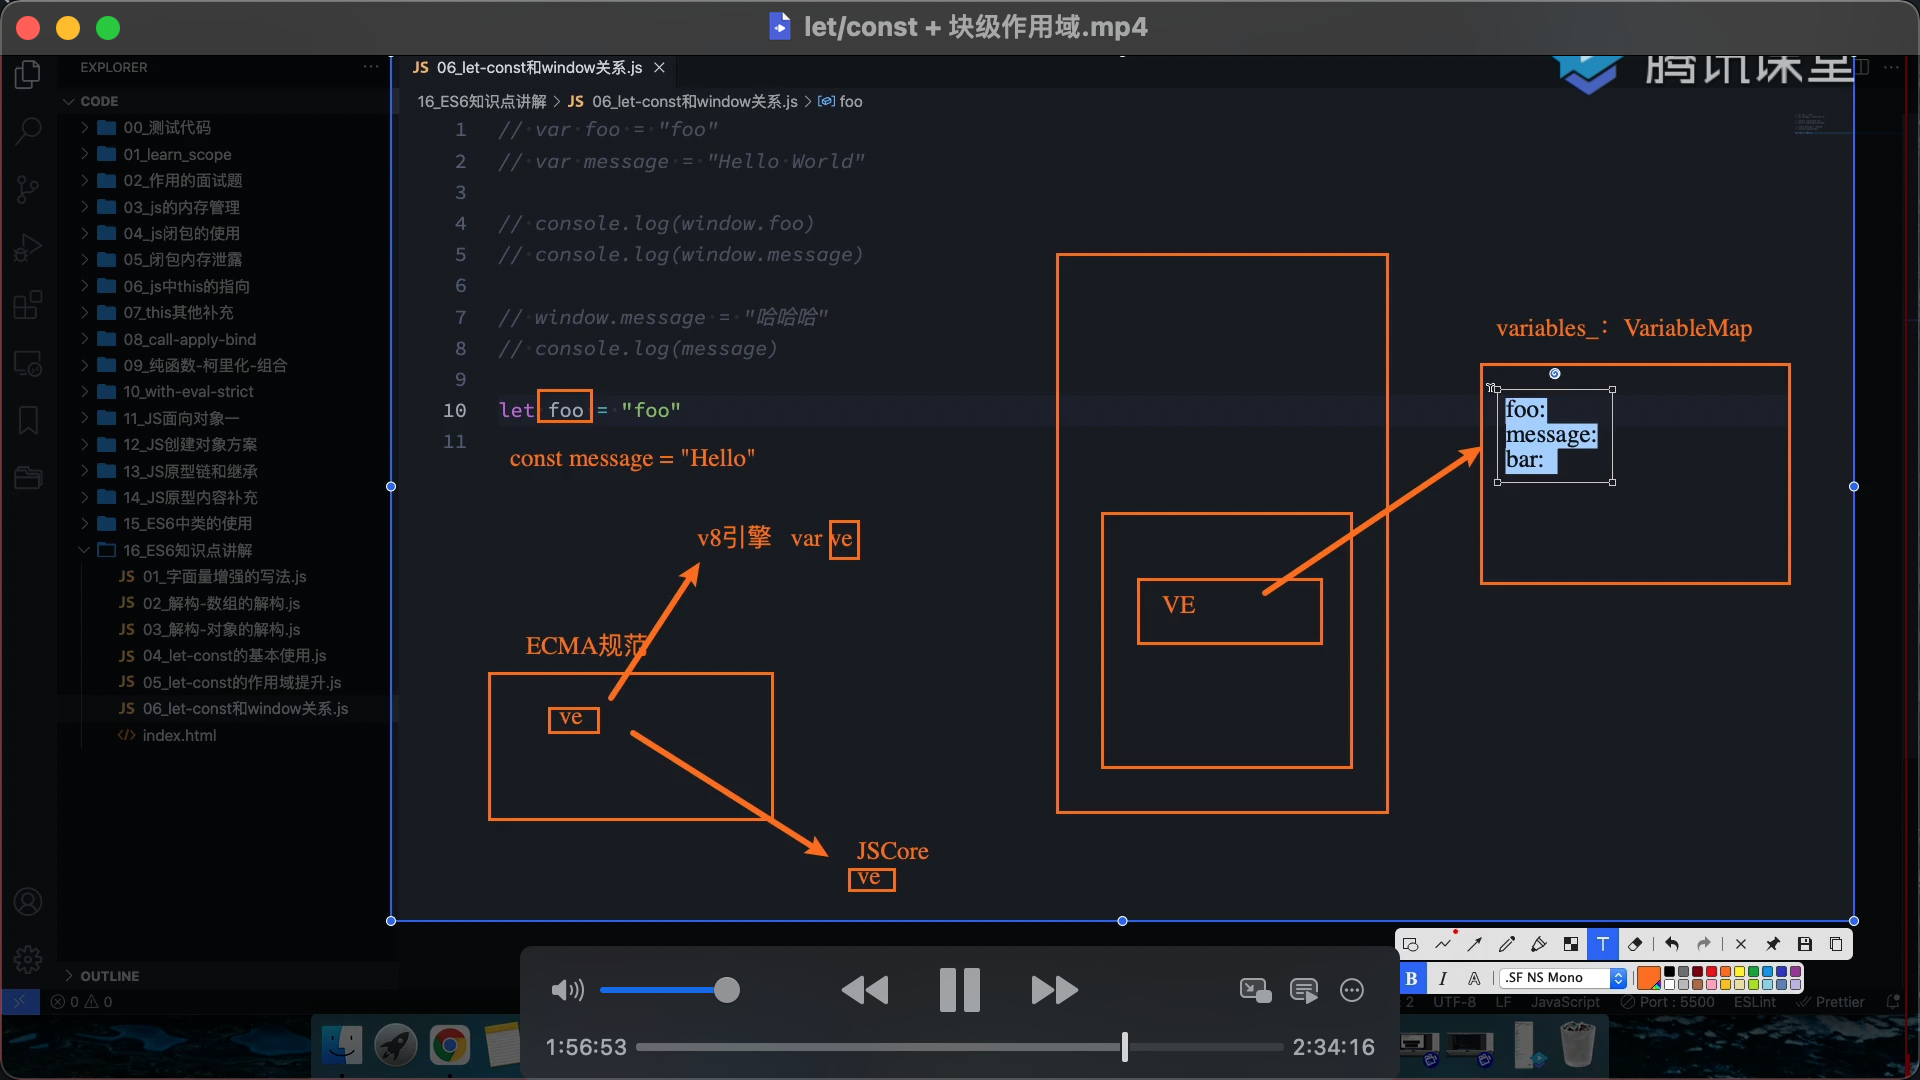 let/const + 块级作用域.mp4
EXPLORER
CODE
00_测试代码
01_learn_scope
02_作用的面试题
03_js的内存管理
04_js闭包的使用
05_闭包内存泄露
06_js中this的指向
07_this其他补充
08_call-apply-bind
09_纯函数-柯里化-组合
10_with-eval-strict
11_JS面向对象一
12_JS创建对象方案
13_JS原型链和继承
14_JS原型内容补充
15_ES6中类的使用
16_ES6知识点讲解
JS 01_字面量增强的写法.js
JS 02_解构-数组的解构.js
JS 03_解构-对象的解构.js
JS 04_let-const的基本使用.js
JS 05_let-const的作用域提升.js
JS 06_let-const和window关系.js
</> index.html
OUTLINE
JS 06_let-const和window关系.js
腾讯课堂
16_ES6知识点讲解 > JS 06_let-const和window关系.js > foo
1 // var foo = "foo"
2 // var message = "Hello World"
3
4 // console.log(window.foo)
5 // console.log(window.message)
6
7 // window.message = "哈哈哈"
8 // console.log(message)
9
10 let foo = "foo"
11
const message = "Hello"
v8引擎 var ve
ECMA规范
ve
JSCore
ve
VE
variables_： VariableMap
foo:
message:
bar:
T
B I A .SF NS Mono
0 0
2 UTF-8 LF JavaScript Port : 5500 ESLint Prettier
1:56:53
2:34:16